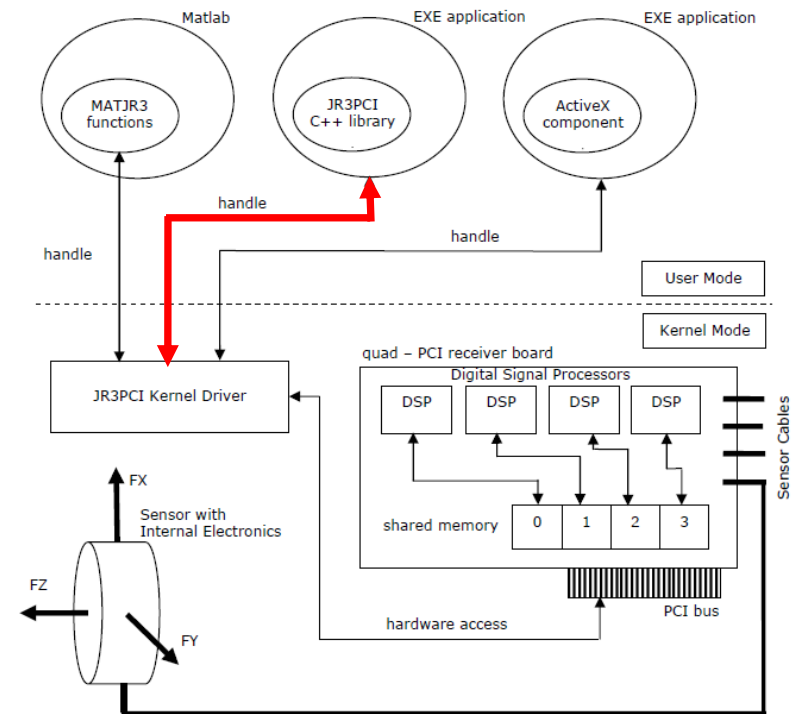 Matlab
EXE application
EXE application
MATJR3
functions
JR3PCI
C++ library
ActiveX
component
handle
handle
handle
User Mode
Kernel Mode
quad – PCI receiver board
Digital Signal Processors
JR3PCI Kernel Driver
DSP
DSP
DSP
DSP
Sensor Cables
FX
Sensor with
Internal Electronics
shared memory
0
1
2
3
FZ
FY
hardware access
PCI bus